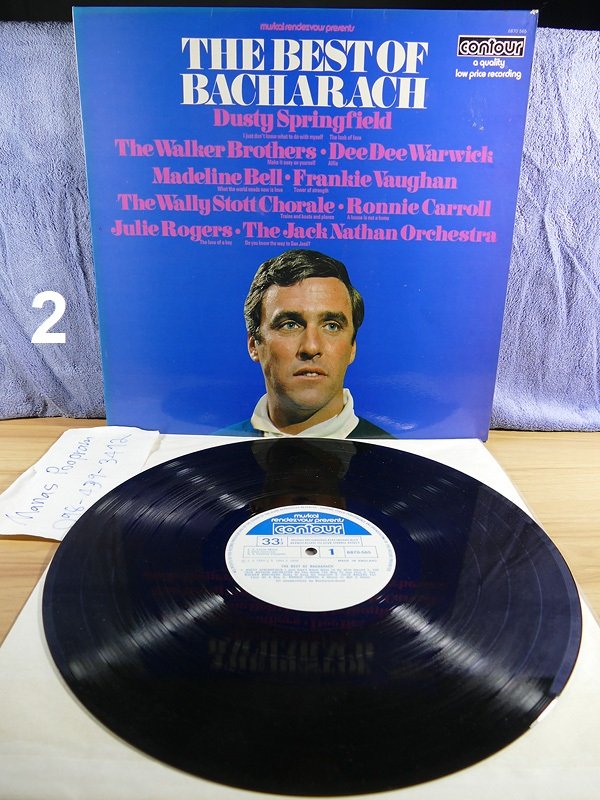 musical rendezvous presents
6870 565
THE BEST OF
BACHARACH
contour
a quality
low price recording
Dusty Springfield
I just don't know what to do with myself The look of love
The Walker Brothers • Dee Dee Warwick
Make it easy on yourself Alfie
Madeline Bell • Frankie Vaughan
What the world needs now is love Tower of strength
The Wally Stott Chorale • Ronnie Carroll
Trains and boats and planes A house is not a home
Julie Rogers • The Jack Nathan Orchestra
The love of a boy Do you know the way to San José?
2
098-439-3412
musical
rendezvous presents
contour
33⅓
1
6870-565
MADE IN ENGLAND
THE BEST OF BACHARACH